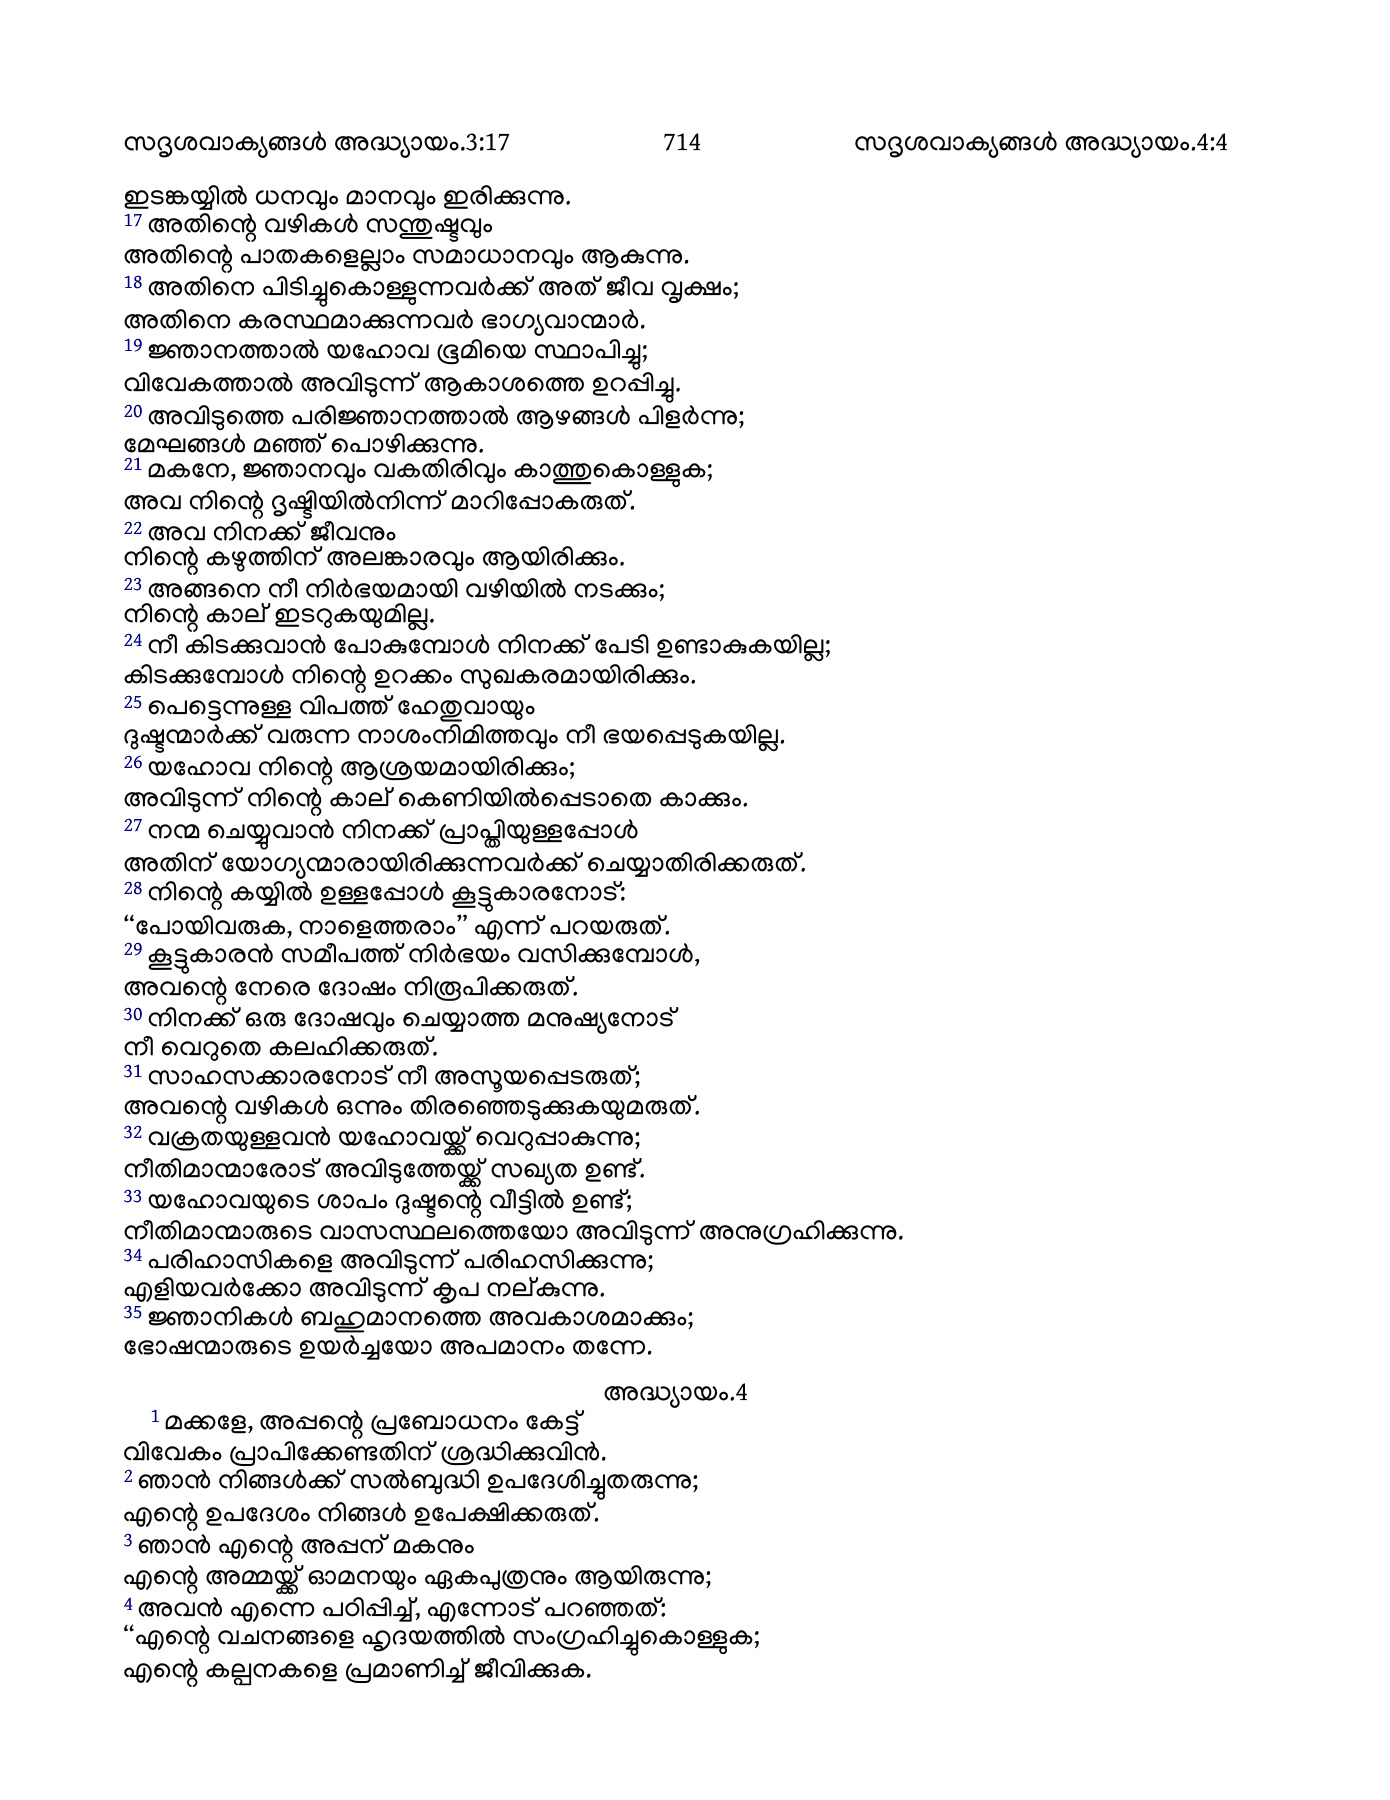 സദൃശവാക്യങ്ങൾ അദ്ധ്യായം.3:17 714 സദൃശവാക്യങ്ങൾ അദ്ധ്യായം.4:4
ഇടങ്കയ്യിൽ ധനവും മാനവും ഇരിക്കുന്നു.
17 അതിന്റെ വഴികൾ സന്തുഷ്ടവും
അതിന്റെ പാതകളെല്ലാം സമാധാനവും ആകുന്നു.
18 അതിനെ പിടിച്ചുകൊള്ളുന്നവർക്ക് അത് ജീവ വൃക്ഷം;
അതിനെ കരസ്ഥമാക്കുന്നവർ ഭാഗ്യവാന്മാർ.
19 ജ്ഞാനത്താൽ യഹോവ ഭൂമിയെ സ്ഥാപിച്ചു;
വിവേകത്താൽ അവിടുന്ന് ആകാശത്തെ ഉറപ്പിച്ചു.
20 അവിടുത്തെ പരിജ്ഞാനത്താൽ ആഴങ്ങൾ പിളർന്നു;
മേഘങ്ങൾ മഞ്ഞ് പൊഴിക്കുന്നു.
21 മകനേ, ജ്ഞാനവും വകതിരിവും കാത്തുകൊള്ളുക;
അവ നിന്റെ ദൃഷ്ടിയിൽനിന്ന് മാറിപ്പോകരുത്.
22 അവ നിനക്ക് ജീവനും
നിന്റെ കഴുത്തിന് അലങ്കാരവും ആയിരിക്കും.
23 അങ്ങനെ നീ നിർഭയമായി വഴിയിൽ നടക്കും;
നിന്റെ കാല് ഇടറുകയുമില്ല.
24 നീ കിടക്കുവാൻ പോകുമ്പോൾ നിനക്ക് പേടി ഉണ്ടാകുകയില്ല;
കിടക്കുമ്പോൾ നിന്റെ ഉറക്കം സുഖകരമായിരിക്കും.
25 പെട്ടെന്നുള്ള വിപത്ത് ഹേതുവായും
ദുഷ്ടന്മാർക്ക് വരുന്ന നാശംനിമിത്തവും നീ ഭയപ്പെടുകയില്ല.
26 യഹോവ നിന്റെ ആശ്രയമായിരിക്കും;
അവിടുന്ന് നിന്റെ കാല് കെണിയിൽപ്പെടാതെ കാക്കും.
27 നന്മ ചെയ്യുവാൻ നിനക്ക് പ്രാപ്തിയുള്ളപ്പോൾ
അതിന് യോഗ്യന്മാരായിരിക്കുന്നവർക്ക് ചെയ്യാതിരിക്കരുത്.
28 നിന്റെ കയ്യിൽ ഉള്ളപ്പോൾ കൂട്ടുകാരനോട്:
“പോയിവരുക, നാളെത്തരാം” എന്ന് പറയരുത്.
29 കൂട്ടുകാരൻ സമീപത്ത് നിർഭയം വസിക്കുമ്പോൾ,
അവന്റെ നേരെ ദോഷം നിരൂപിക്കരുത്.
30 നിനക്ക് ഒരു ദോഷവും ചെയ്യാത്ത മനുഷ്യനോട്
നീ വെറുതെ കലഹിക്കരുത്.
31 സാഹസക്കാരനോട് നീ അസൂയപ്പെടരുത്;
അവന്റെ വഴികൾ ഒന്നും തിരഞ്ഞെടുക്കുകയുമരുത്.
32 വക്രതയുള്ളവൻ യഹോവയ്ക്ക് വെറുപ്പാകുന്നു;
നീതിമാന്മാരോട് അവിടുത്തേയ്ക്ക് സഖ്യത ഉണ്ട്.
33 യഹോവയുടെ ശാപം ദുഷ്ടന്റെ വീട്ടിൽ ഉണ്ട്;
നീതിമാന്മാരുടെ വാസസ്ഥലത്തെയോ അവിടുന്ന് അനുഗ്രഹിക്കുന്നു.
34 പരിഹാസികളെ അവിടുന്ന് പരിഹസിക്കുന്നു;
എളിയവർക്കോ അവിടുന്ന് കൃപ നല്കുന്നു.
35 ജ്ഞാനികൾ ബഹുമാനത്തെ അവകാശമാക്കും;
ഭോഷന്മാരുടെ ഉയർച്ചയോ അപമാനം തന്നേ.
അദ്ധ്യായം.4
1 മക്കളേ, അപ്പന്റെ പ്രബോധനം കേട്ട്
വിവേകം പ്രാപിക്കേണ്ടതിന് ശ്രദ്ധിക്കുവിൻ.
2 ഞാൻ നിങ്ങൾക്ക് സൽബുദ്ധി ഉപദേശിച്ചുതരുന്നു;
എന്റെ ഉപദേശം നിങ്ങൾ ഉപേക്ഷിക്കരുത്.
3 ഞാൻ എന്റെ അപ്പന് മകനും
എന്റെ അമ്മയ്ക്ക് ഓമനയും ഏകപുത്രനും ആയിരുന്നു;
4 അവൻ എന്നെ പഠിപ്പിച്ച്, എന്നോട് പറഞ്ഞത്:
“എന്റെ വചനങ്ങളെ ഹൃദയത്തിൽ സംഗ്രഹിച്ചുകൊള്ളുക;
എന്റെ കല്പനകളെ പ്രമാണിച്ച് ജീവിക്കുക.